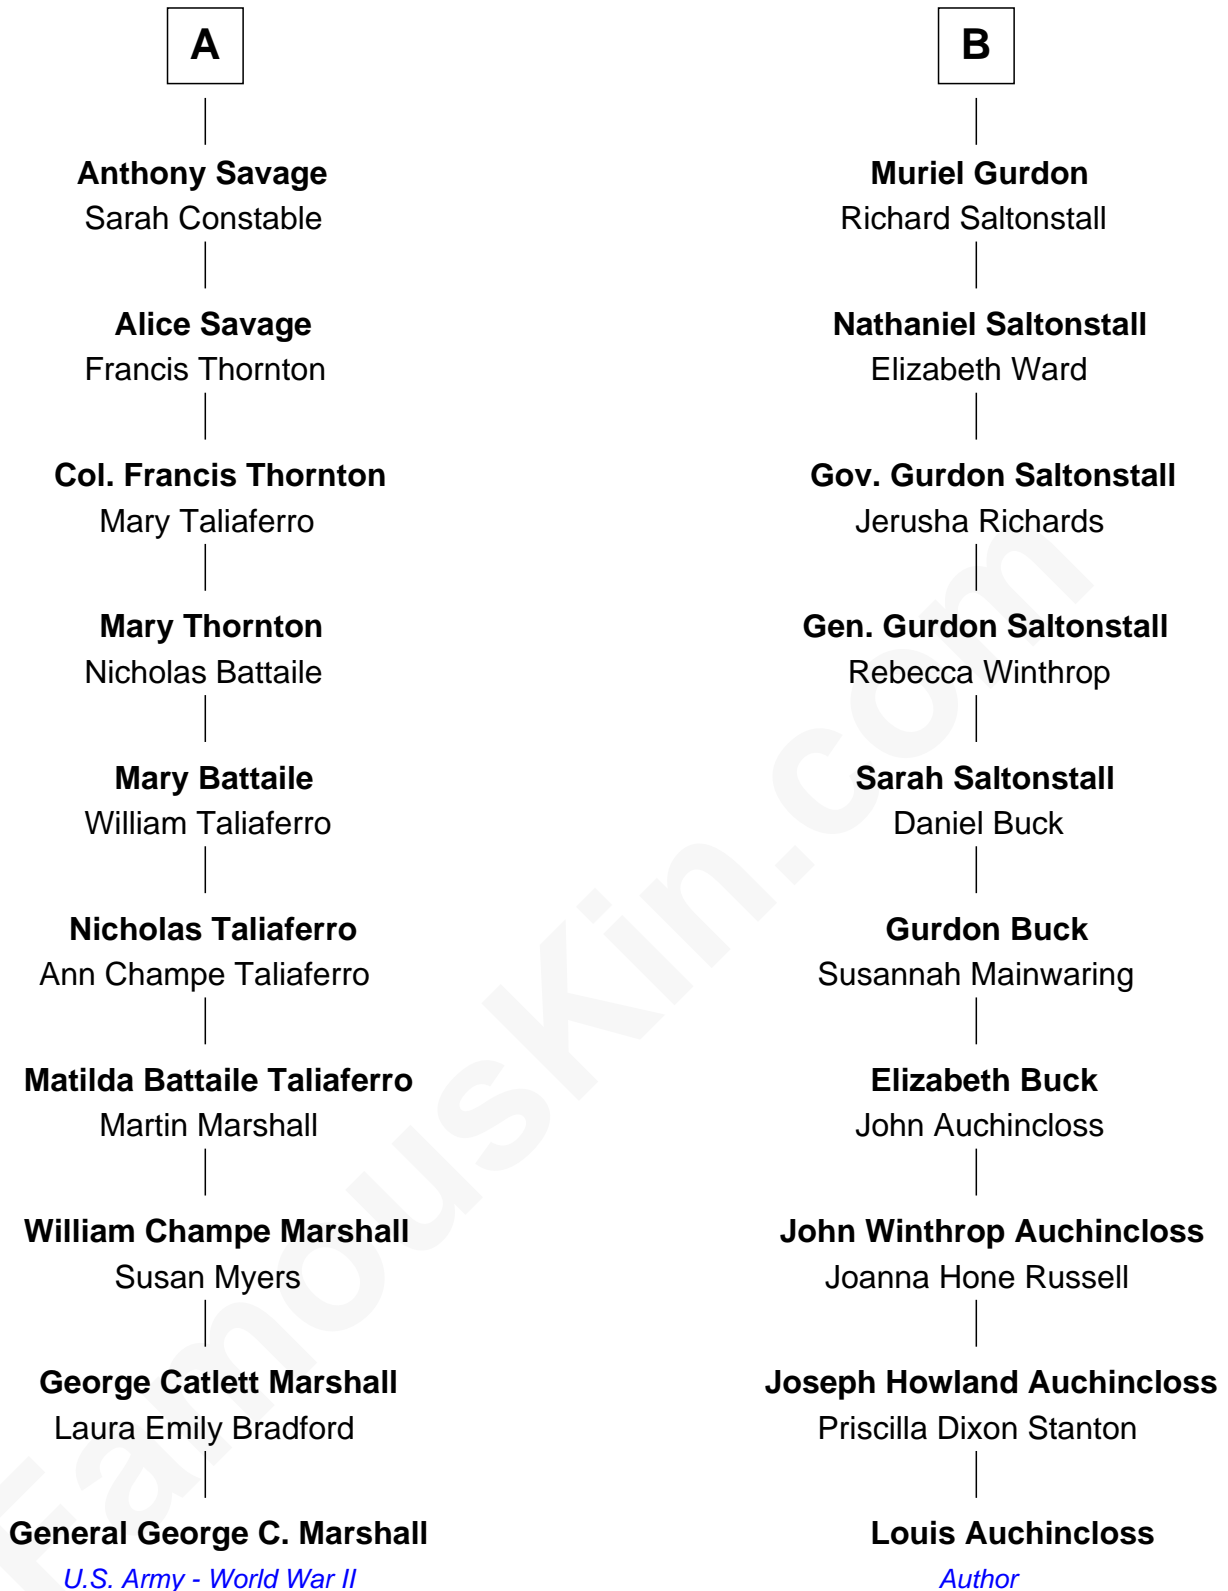 A
Anthony Savage
Sarah Constable
Alice Savage
Francis Thornton
Col. Francis Thornton
Mary Taliaferro
Mary Thornton
Nicholas Battaile
Mary Battaile
William Taliaferro
Nicholas Taliaferro
Ann Champe Taliaferro
Matilda Battaile Taliaferro
Martin Marshall
William Champe Marshall
Susan Myers
George Catlett Marshall
Laura Emily Bradford
General George C. Marshall
U.S. Army - World War II
B
Muriel Gurdon
Richard Saltonstall
Nathaniel Saltonstall
Elizabeth Ward
Gov. Gurdon Saltonstall
Jerusha Richards
Gen. Gurdon Saltonstall
Rebecca Winthrop
Sarah Saltonstall
Daniel Buck
Gurdon Buck
Susannah Mainwaring
Elizabeth Buck
John Auchincloss
John Winthrop Auchincloss
Joanna Hone Russell
Joseph Howland Auchincloss
Priscilla Dixon Stanton
Louis Auchincloss
Author
FamousKin.com